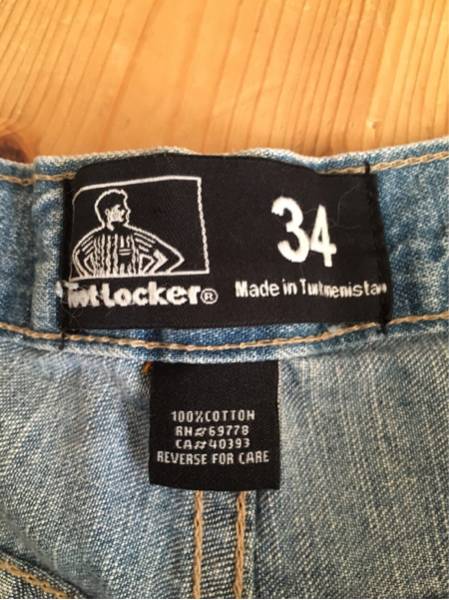 Foot Locker®
34
Made in Turkmenistan
100%COTTON
RN#69778
CA#40393
REVERSE FOR CARE